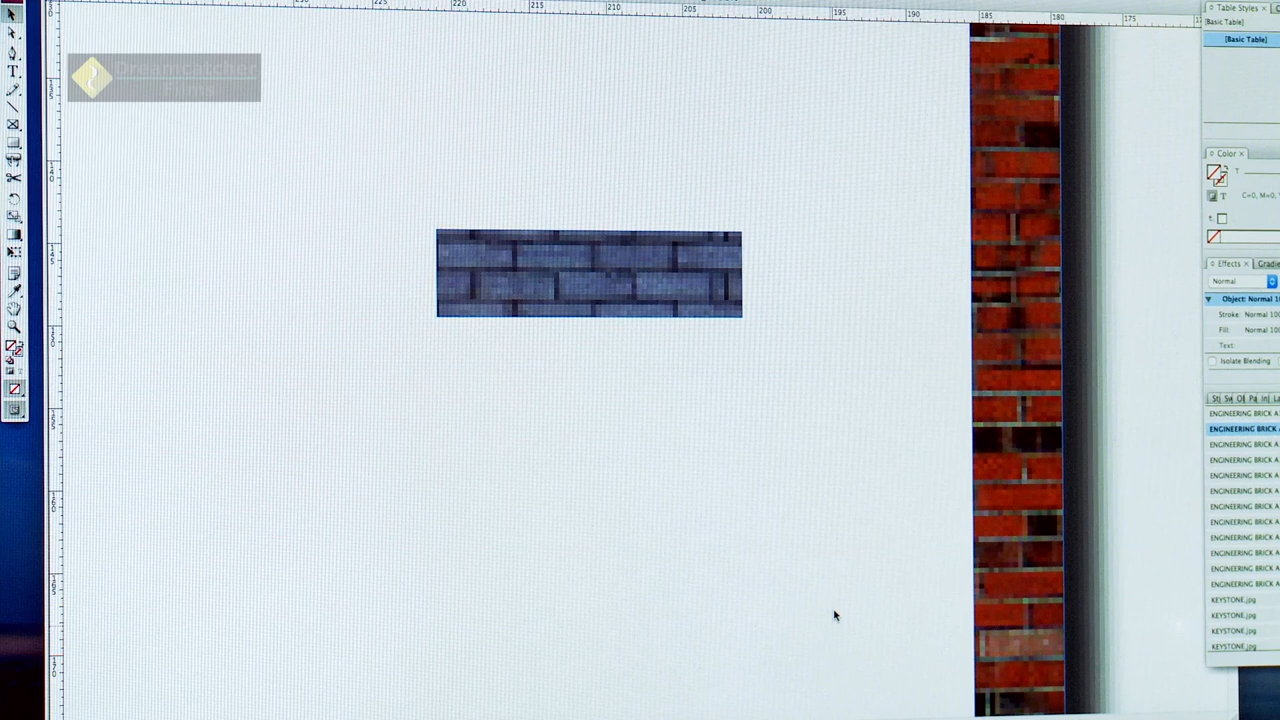 225
220
215
210
205
200
195
190
185
180
175
Table Styles
[Basic Table]
[Basic Table]
Color
T
C=0, M=0,
T
Effects
Normal
Object: Normal
Stroke: Normal
Fill: Normal
Text:
Isolate Blending
ENGINEERING BRICK A
ENGINEERING BRICK A
ENGINEERING BRICK A
ENGINEERING BRICK A
ENGINEERING BRICK A
ENGINEERING BRICK A
ENGINEERING BRICK A
ENGINEERING BRICK A
ENGINEERING BRICK A
ENGINEERING BRICK A
ENGINEERING BRICK A
ENGINEERING BRICK A
KEYSTONE.jpg
KEYSTONE.jpg
KEYSTONE.jpg
KEYSTONE.jpg